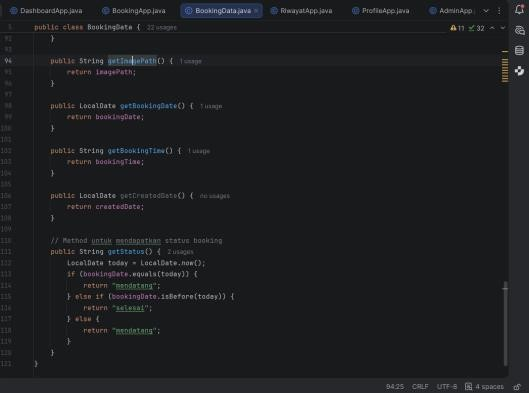 DashboardApp.java BookingApp.java BookingData.java RiwayatApp.java ProfileApp.java AdminApp.j
5 public class BookingData { 22 usages 11 32
92 }
93
94 public String getImagePath() { 1 usage
95 return imagePath;
96 }
97
98 public LocalDate getBookingDate() { 1 usage
99 return bookingDate;
100 }
101
102 public String getBookingTime() { 1 usage
103 return bookingTime;
104 }
105
106 public LocalDate getCreatedDate() { no usages
107 return createdDate;
108 }
109
110 // Method untuk mendapatkan status booking
111 public String getStatus() { 2 usages
112 LocalDate today = LocalDate.now();
113 if (bookingDate.equals(today)) {
114 return "mendatang";
115 } else if (bookingDate.isBefore(today)) {
116 return "selesai";
117 } else {
118 return "mendatang";
119 }
120 }
121 }
94:25 CRLF UTF-8 4 spaces